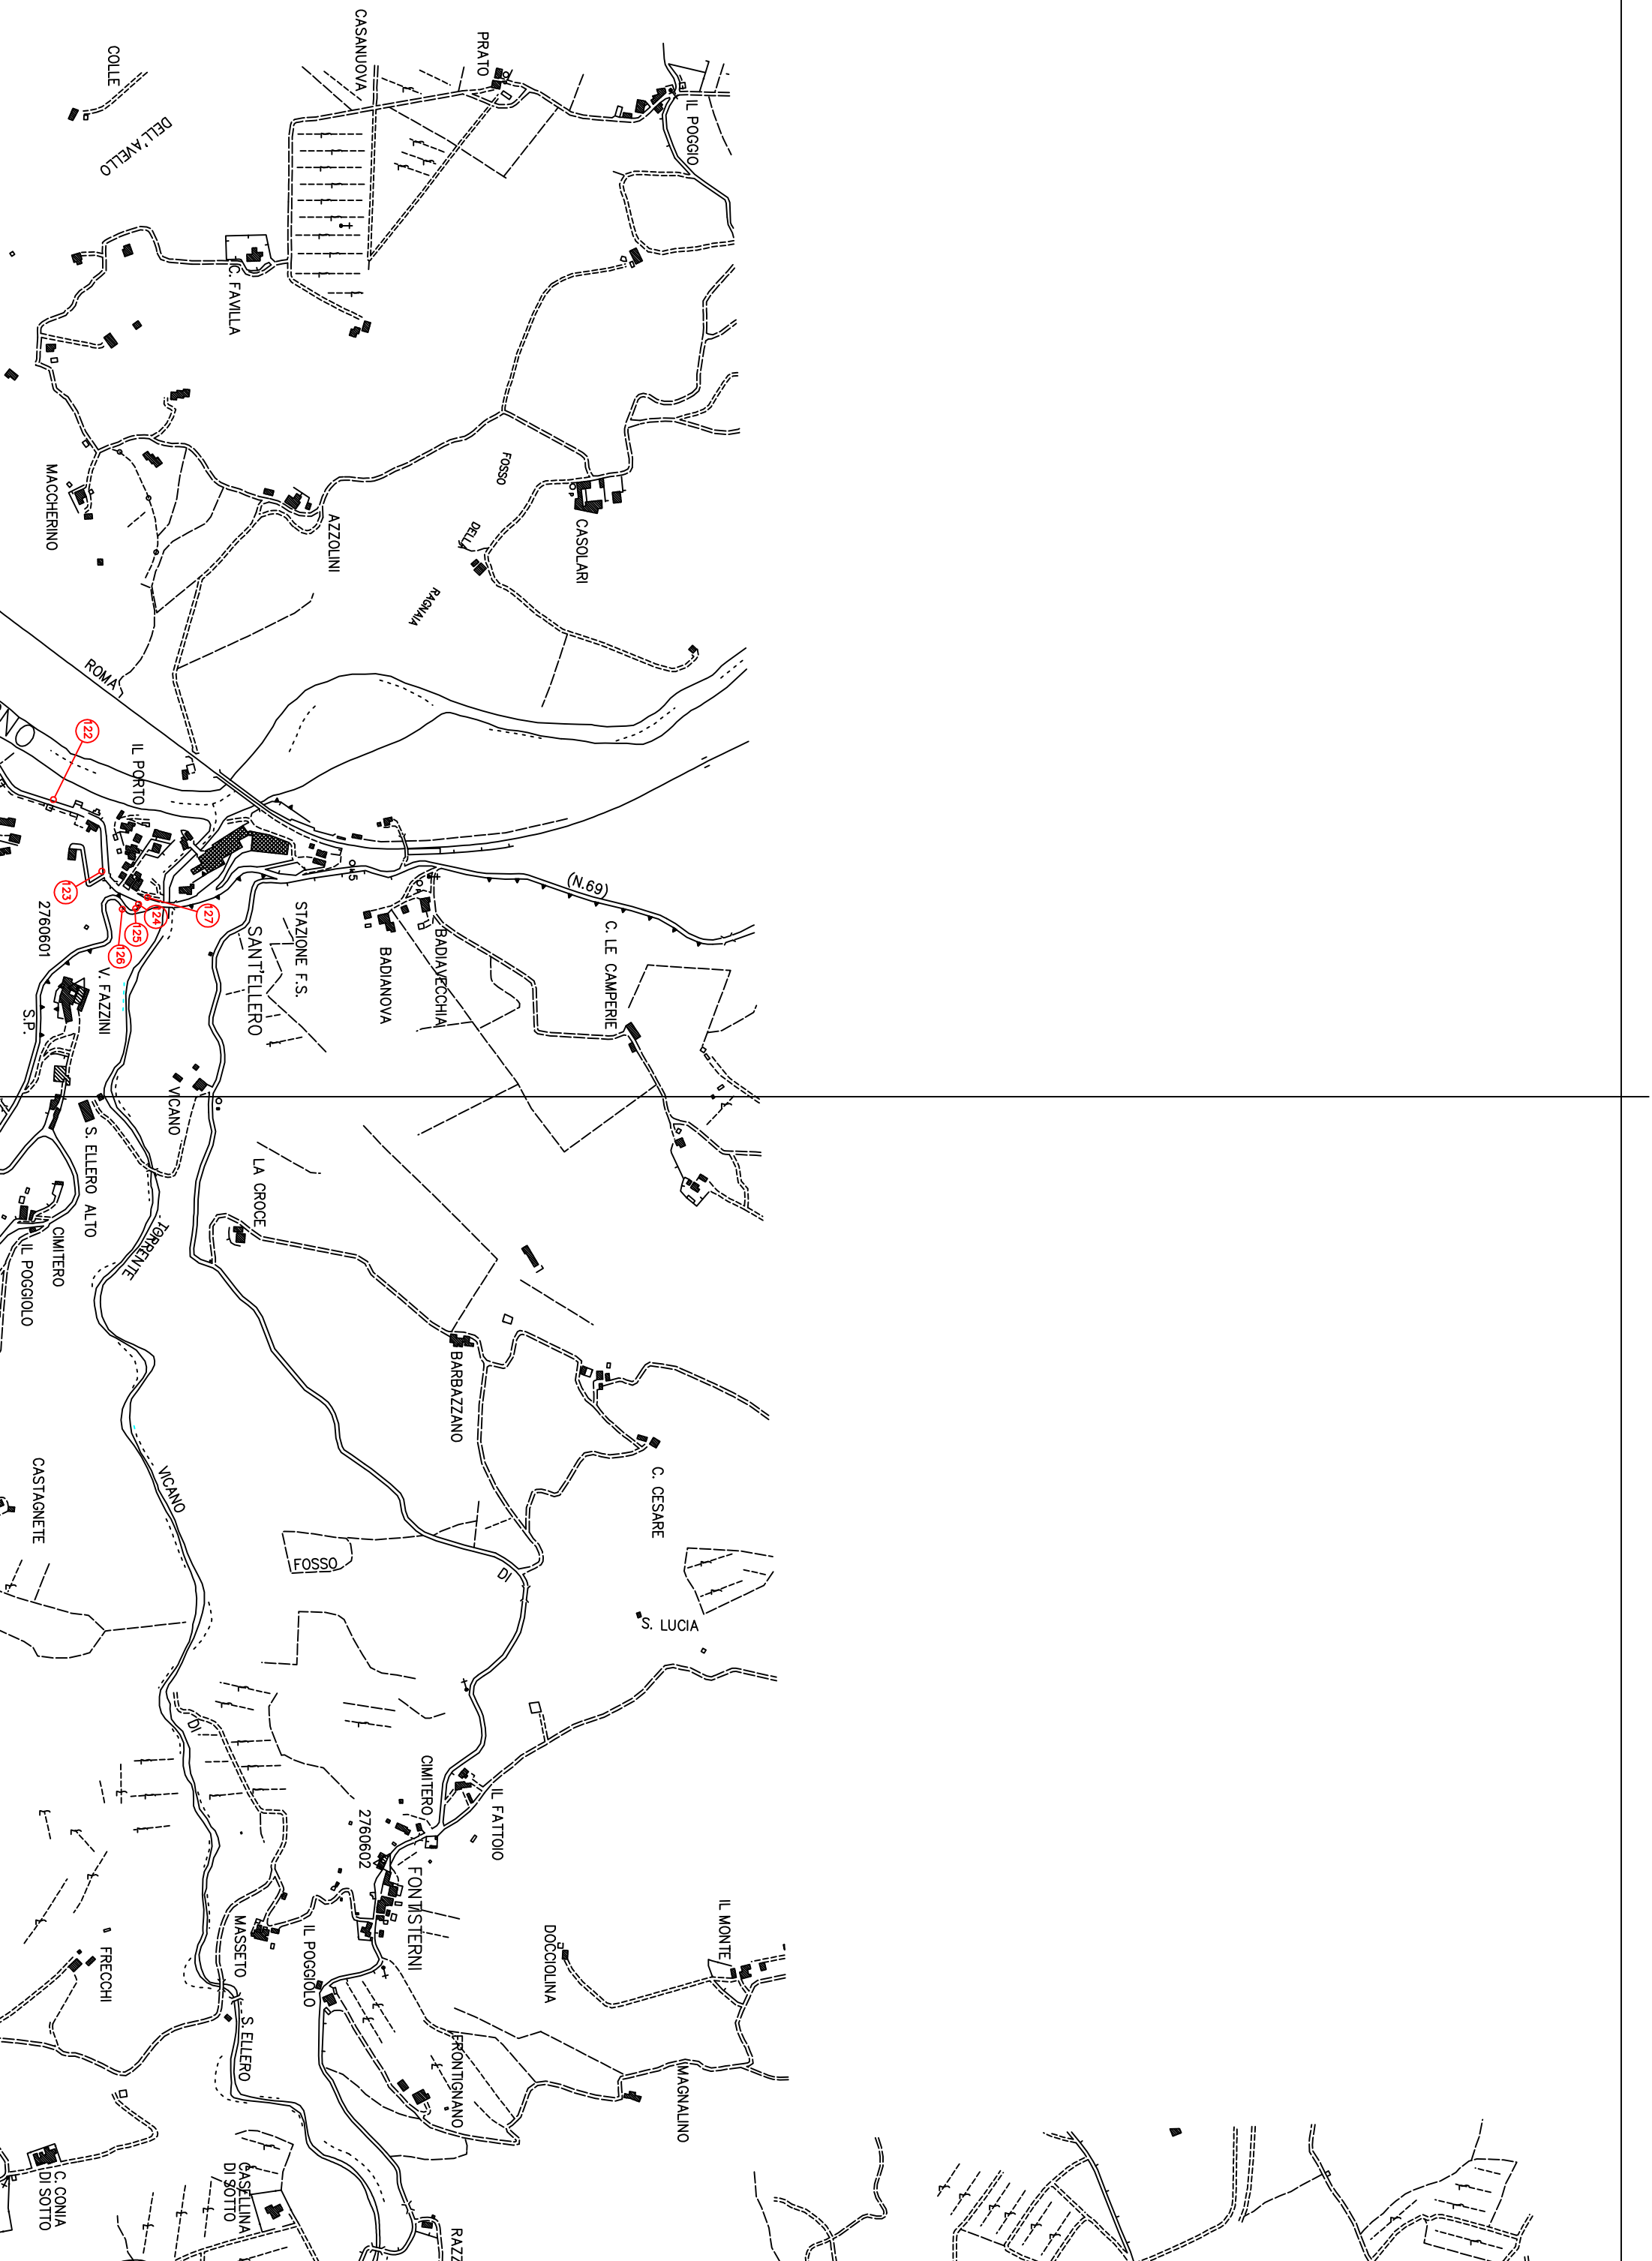 COLLE
DELL'AVELLO
CASANUOVA
PRATO
IL POGGIO
C. FAVILLA
MACCHERINO
AZZOLINI
FOSSO
DELLA
RAGNAIA
CASOLARI
ROMA
IL PORTO
122
123
124
125
126
127
2760601
V. FAZZINI
S.P.
SANT'ELLERO
STAZIONE F.S.
BADIANOVA
BADIAVECCHIA
(N.69)
C. LE CAMPERIE
VICANO
S. ELLERO ALTO
CIMITERO
IL POGGIOLO
LA CROCE
TORRENTE
BARBAZZANO
C. CESARE
VICANO
CASTAGNETE
FOSSO
DI
S. LUCIA
DI
CIMITERO
IL FATTOIO
2760602
FONTISTERNI
MASSETO
IL POGGIOLO
DOCCIOLINA
IL MONTE
FRECCHI
S. ELLERO
FRONTIGNANO
MAGNALINO
C. CONIA
DI SOTTO
CASELLINA
DI SOTTO
RAZZ